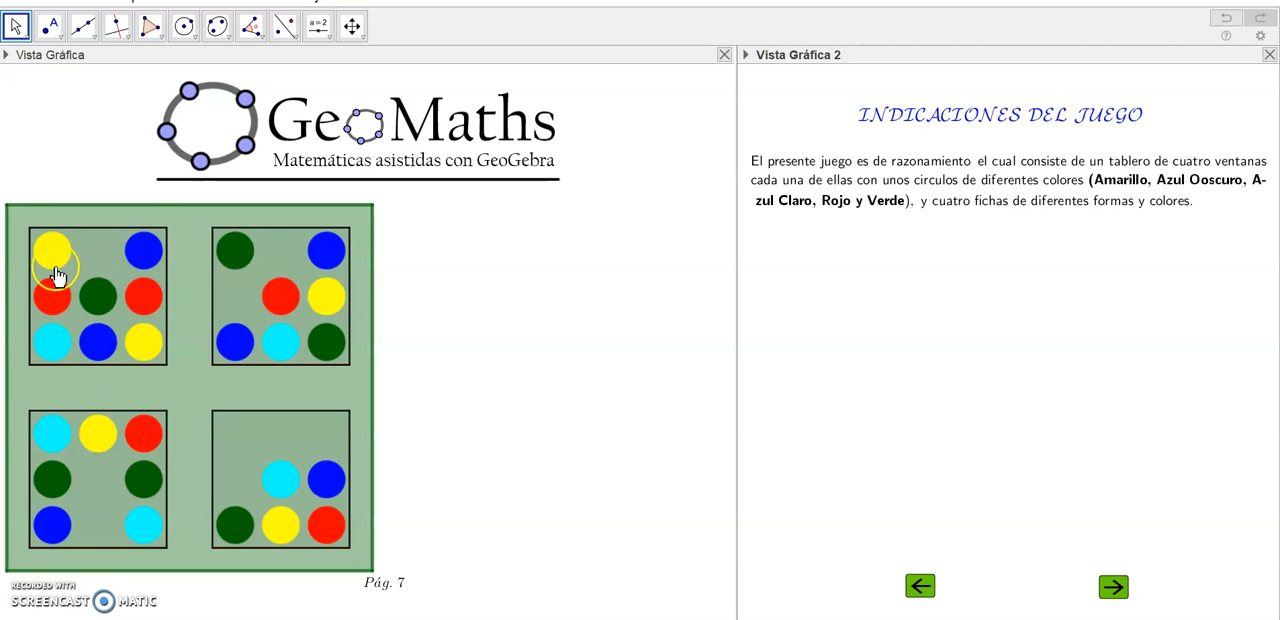 A
a=2
Vista Gráfica
Vista Gráfica 2
GeoMaths
Matemáticas asistidas con GeoGebra
INDICACIONES DEL JUEGO
El presente juego es de razonamiento el cual consiste de un tablero de cuatro ventanas
cada una de ellas con unos circulos de diferentes colores (Amarillo, Azul Ooscuro, A-
zul Claro, Rojo y Verde), y cuatro fichas de diferentes formas y colores.
Pág. 7
RECORDED WITH
SCREENCAST MATIC